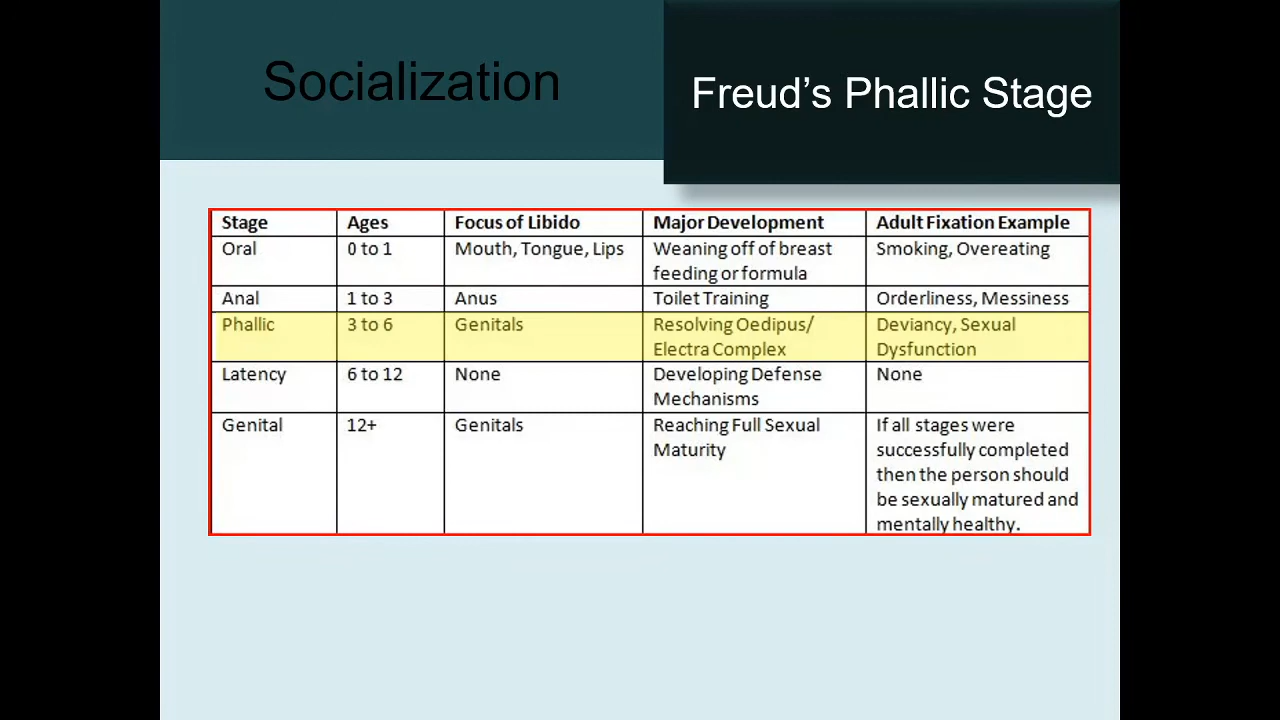 Socialization
Freud's Phallic Stage
Stage Ages Focus of Libido Major Development Adult Fixation Example
Oral 0 to 1 Mouth, Tongue, Lips Weaning off of breast Smoking, Overeating
feeding or formula
Anal 1 to 3 Anus Toilet Training Orderliness, Messiness
Phallic 3 to 6 Genitals Resolving Oedipus/ Deviancy, Sexual
Electra Complex Dysfunction
Latency 6 to 12 None Developing Defense None
Mechanisms
Genital 12+ Genitals Reaching Full Sexual If all stages were
Maturity successfully completed
then the person should
be sexually matured and
mentally healthy.